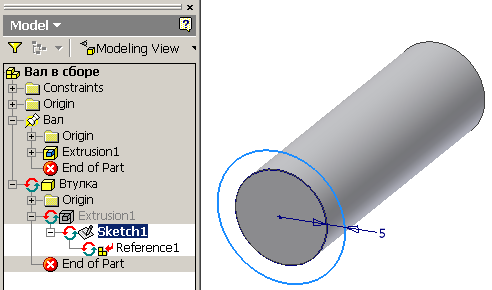 Model
Modeling View
Вал в сборе
Constraints
Origin
Вал
Origin
Extrusion1
End of Part
Втулка
Origin
Extrusion1
Sketch1
Reference1
End of Part
5